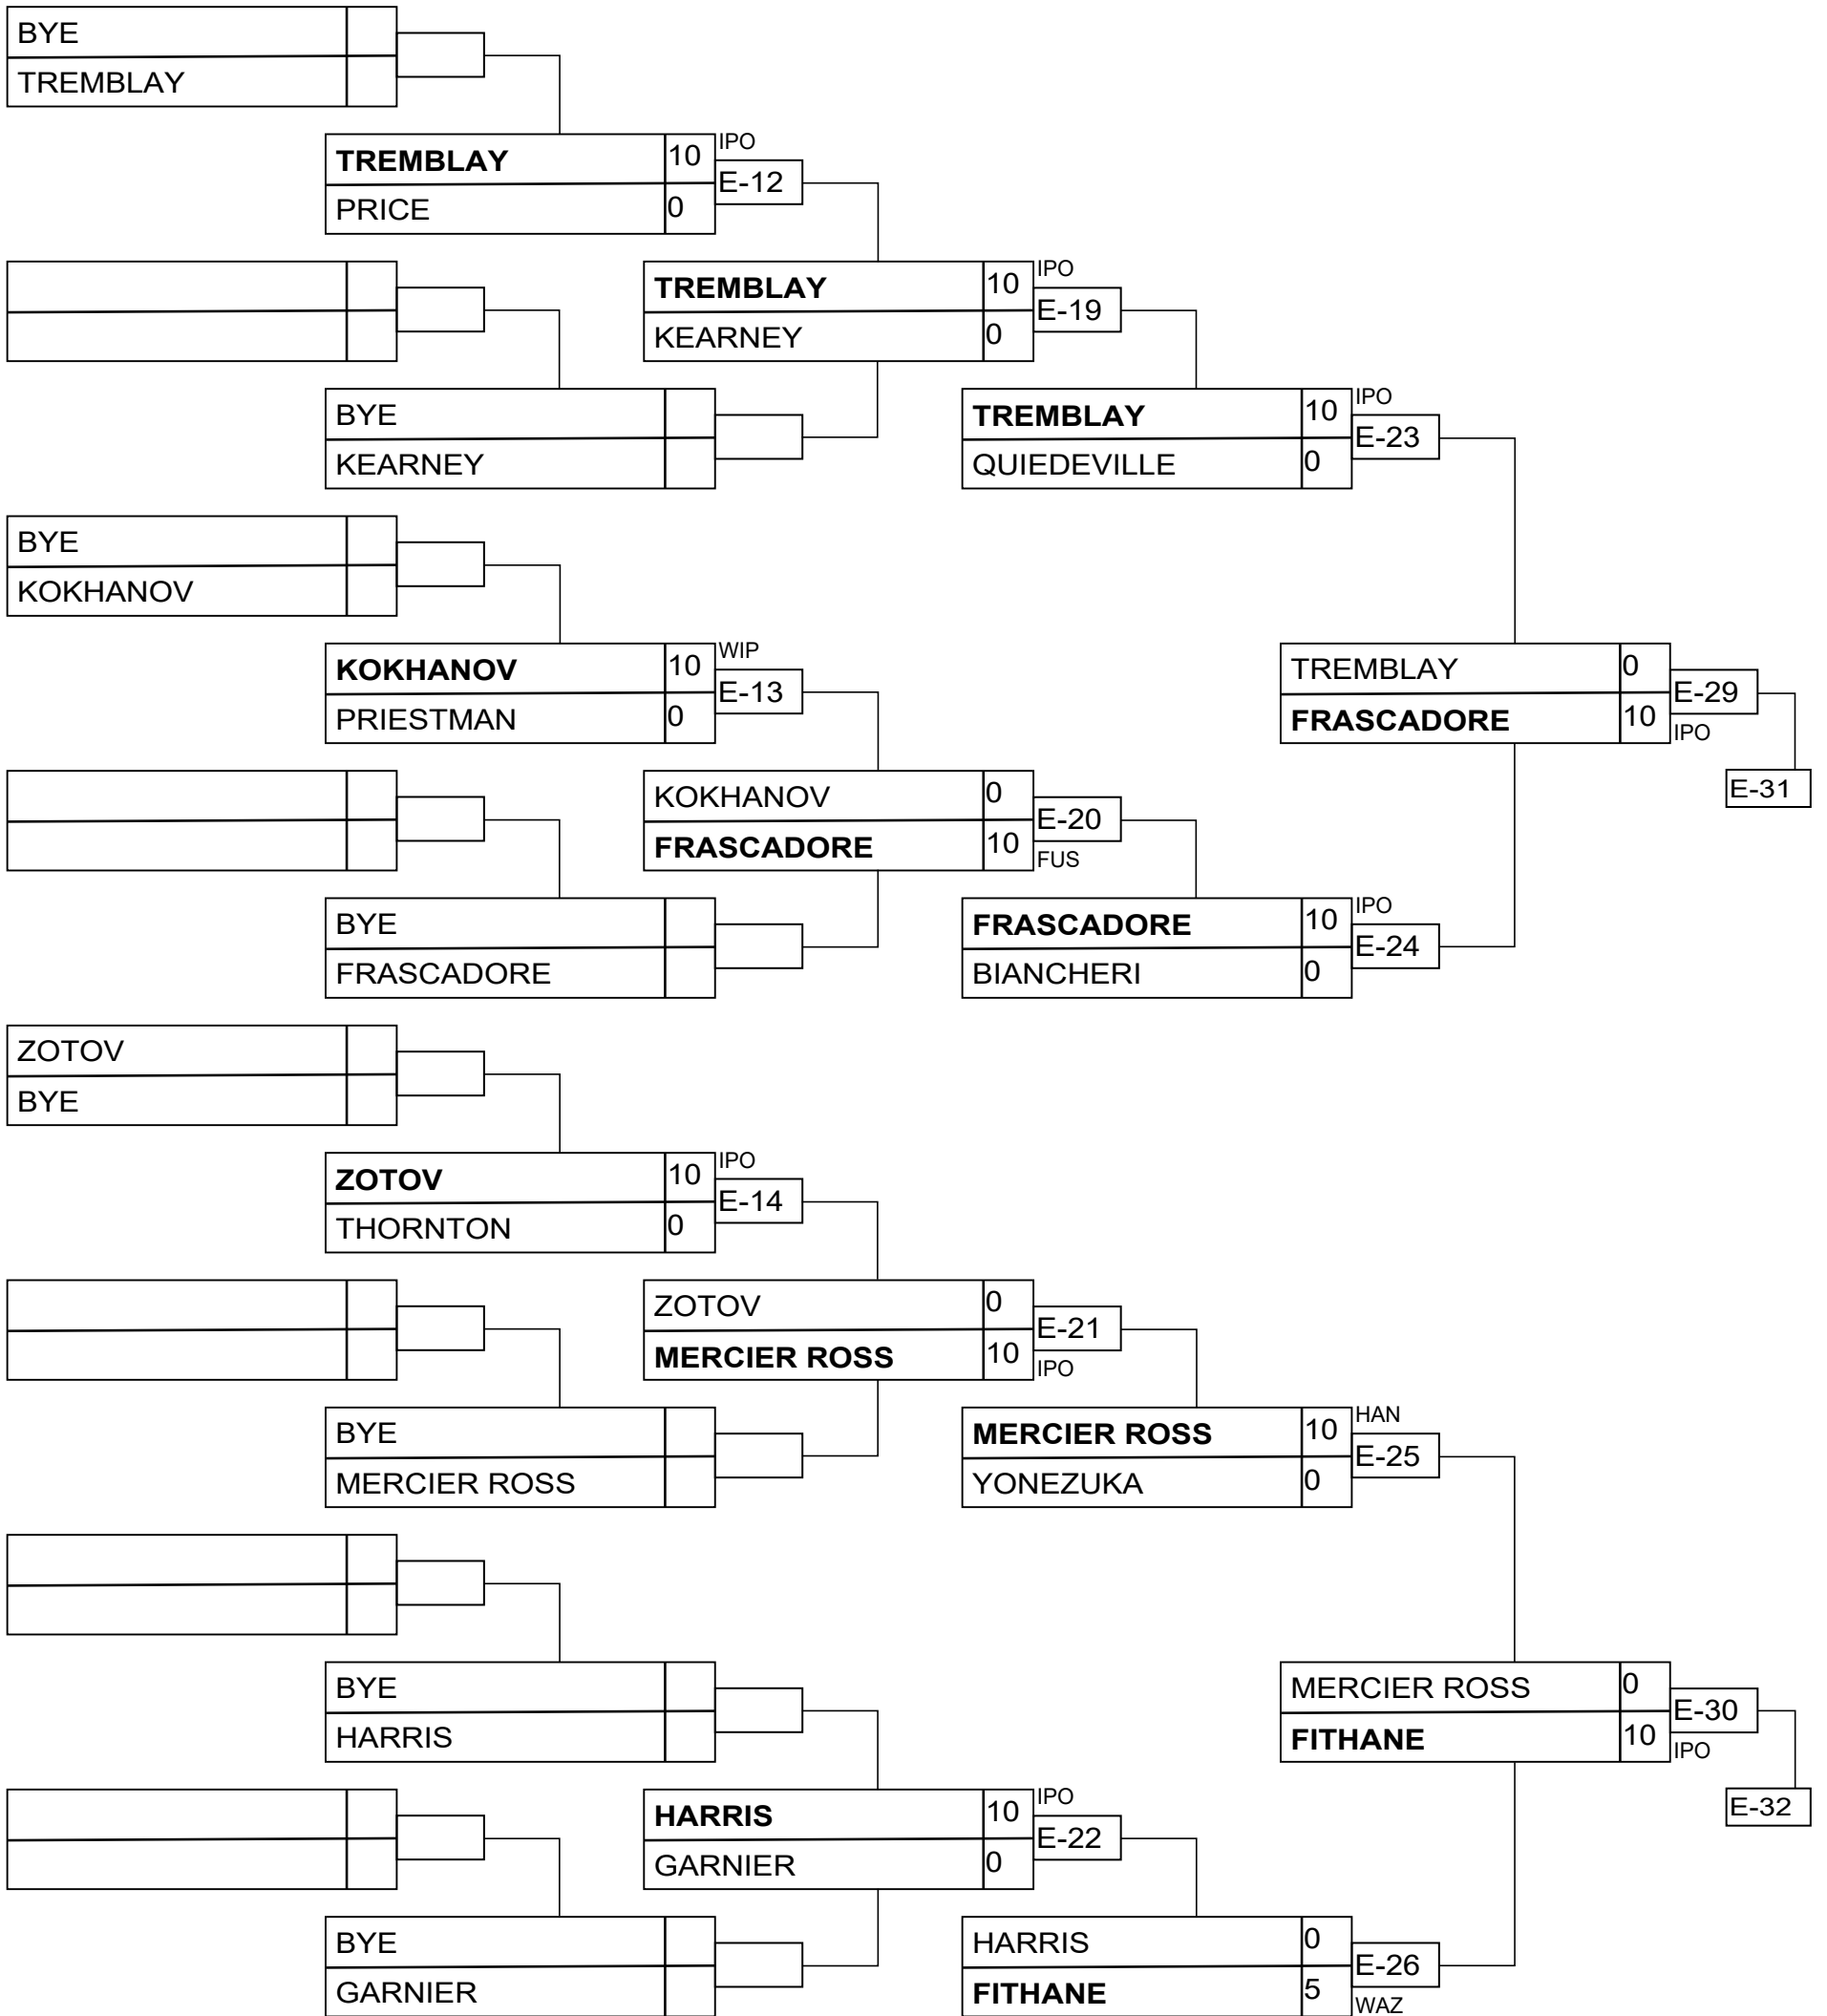 BYE
TREMBLAY
TREMBLAY 10 IPO
E-12
PRICE 0
TREMBLAY 10 IPO
E-19
KEARNEY 0
BYE
KEARNEY
TREMBLAY 10 IPO
E-23
QUIEDEVILLE 0
BYE
KOKHANOV
KOKHANOV 10 WIP
E-13
PRIESTMAN 0
TREMBLAY 0
E-29
FRASCADORE 10 IPO
E-31
KOKHANOV 0
E-20
FRASCADORE 10 FUS
BYE
FRASCADORE
FRASCADORE 10 IPO
E-24
BIANCHERI 0
ZOTOV
BYE
ZOTOV 10 IPO
E-14
THORNTON 0
ZOTOV 0
E-21
MERCIER ROSS 10 IPO
BYE
MERCIER ROSS
MERCIER ROSS 10 HAN
E-25
YONEZUKA 0
BYE
HARRIS
MERCIER ROSS 0
E-30
FITHANE 10 IPO
E-32
HARRIS 10 IPO
E-22
GARNIER 0
BYE
GARNIER
HARRIS 0
E-26
FITHANE 5 WAZ